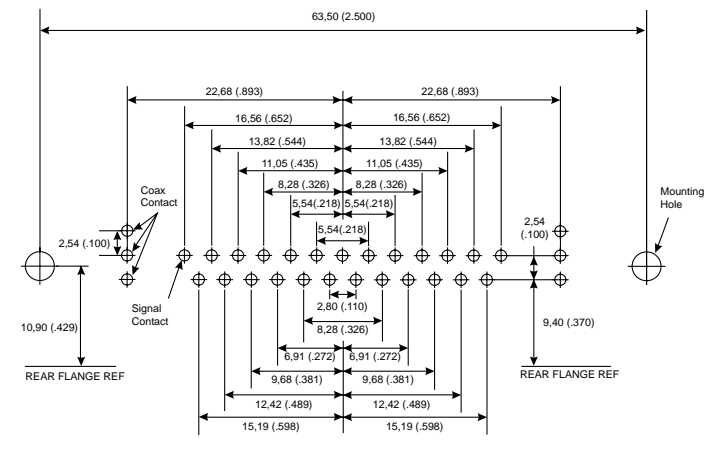 63,50 (2.500)
22,68 (.893) 22,68 (.893)
16,56 (.652) 16,56 (.652)
13,82 (.544) 13,82 (.544)
11,05 (.435) 11,05 (.435)
8,28 (.326) 8,28 (.326)
5,54(.218) 5,54(.218)
5,54(.218)
Coax
Contact
Mounting
Hole
2,54 (.100)
2,54
(.100)
Signal
Contact
2,80 (.110)
10,90 (.429)
8,28 (.326)
9,40 (.370)
6,91 (.272) 6,91 (.272)
REAR FLANGE REF
REAR FLANGE REF
9,68 (.381) 9,68 (.381)
12,42 (.489) 12,42 (.489)
15,19 (.598) 15,19 (.598)